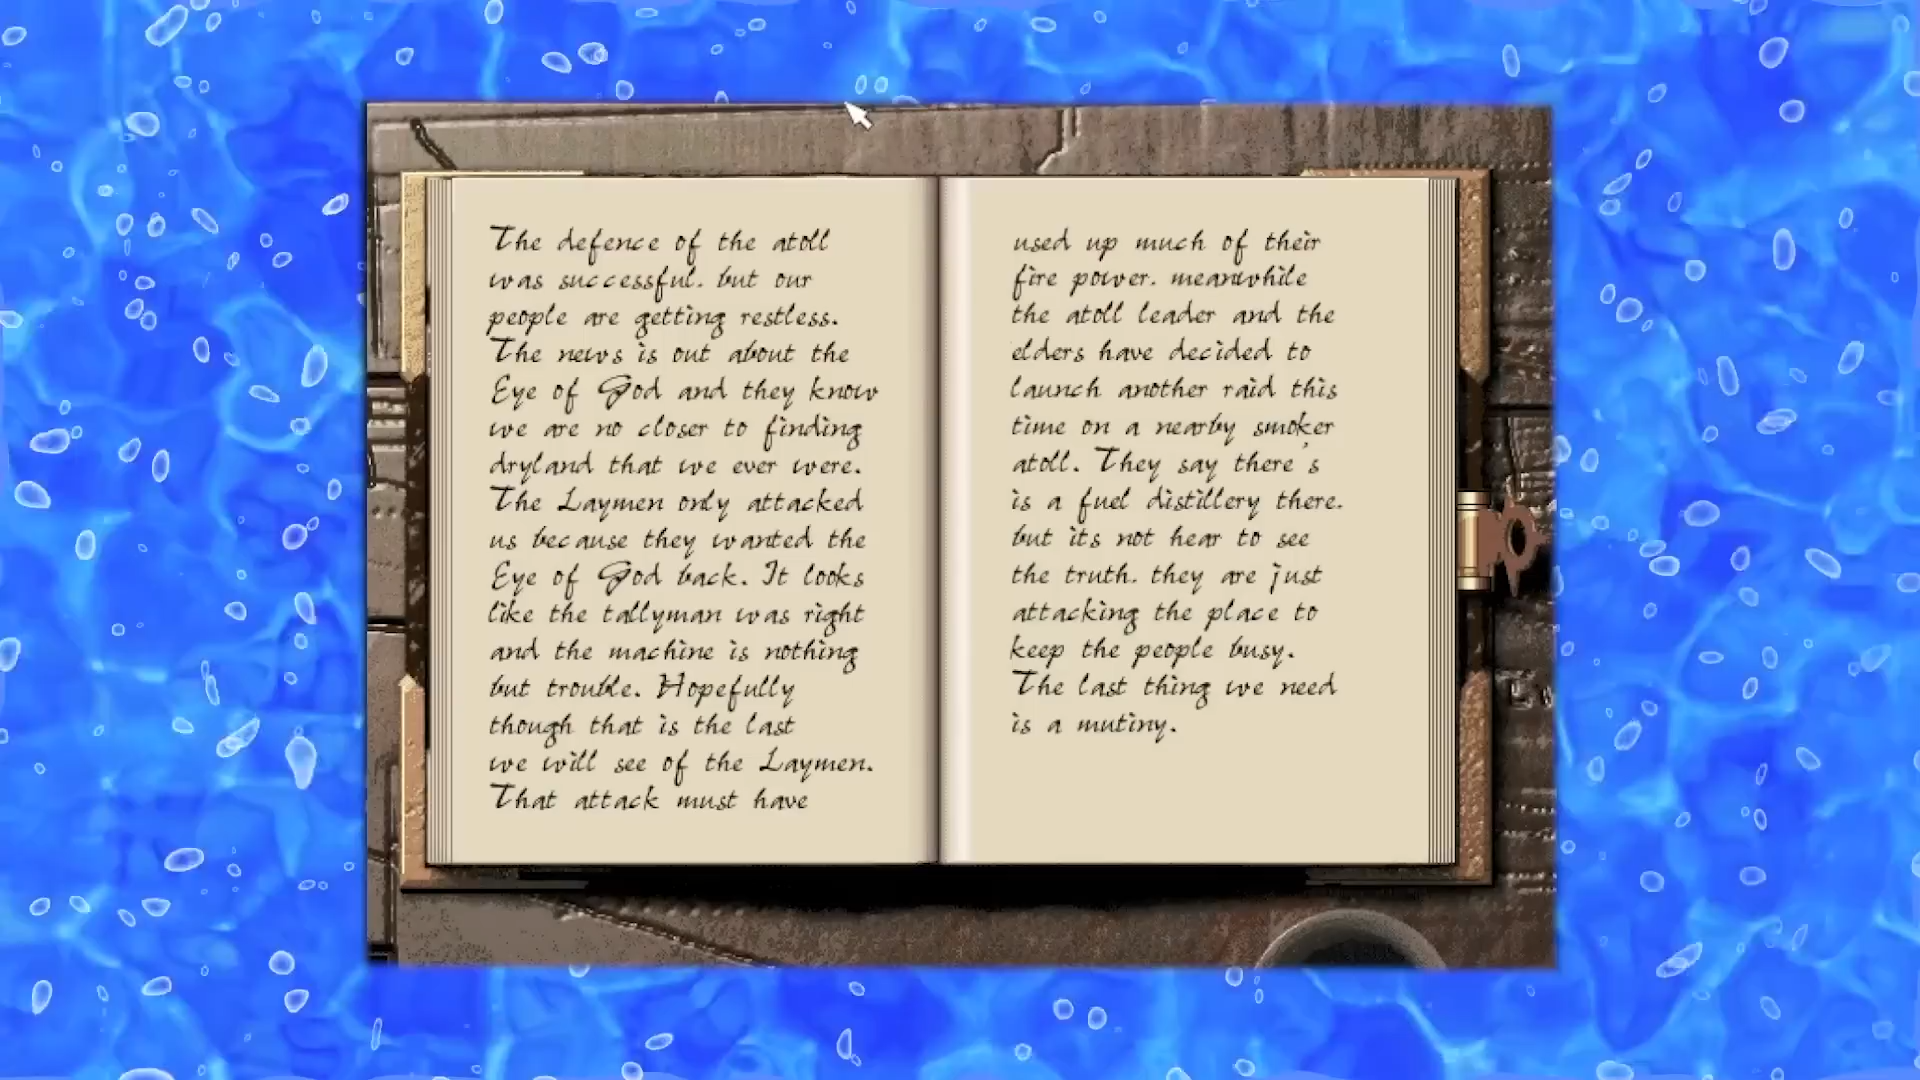 The defence of the atoll
was successful. but our
people are getting restless.
The news is out about the
Eye of God and they know
we are no closer to finding
dryland that we ever were.
The Laymen only attacked
us because they wanted the
Eye of God back. It looks
like the tallyman was right
and the machine is nothing
but trouble. Hopefully
though that is the last
we will see of the Laymen.
That attack must have
used up much of their
fire power. meanwhile
the atoll leader and the
elders have decided to
launch another raid this
time on a nearby smoker
atoll. They say there's
is a fuel distillery there.
but its not hear to see
the truth. they are just
attacking the place to
keep the people busy.
The last thing we need
is a mutiny.